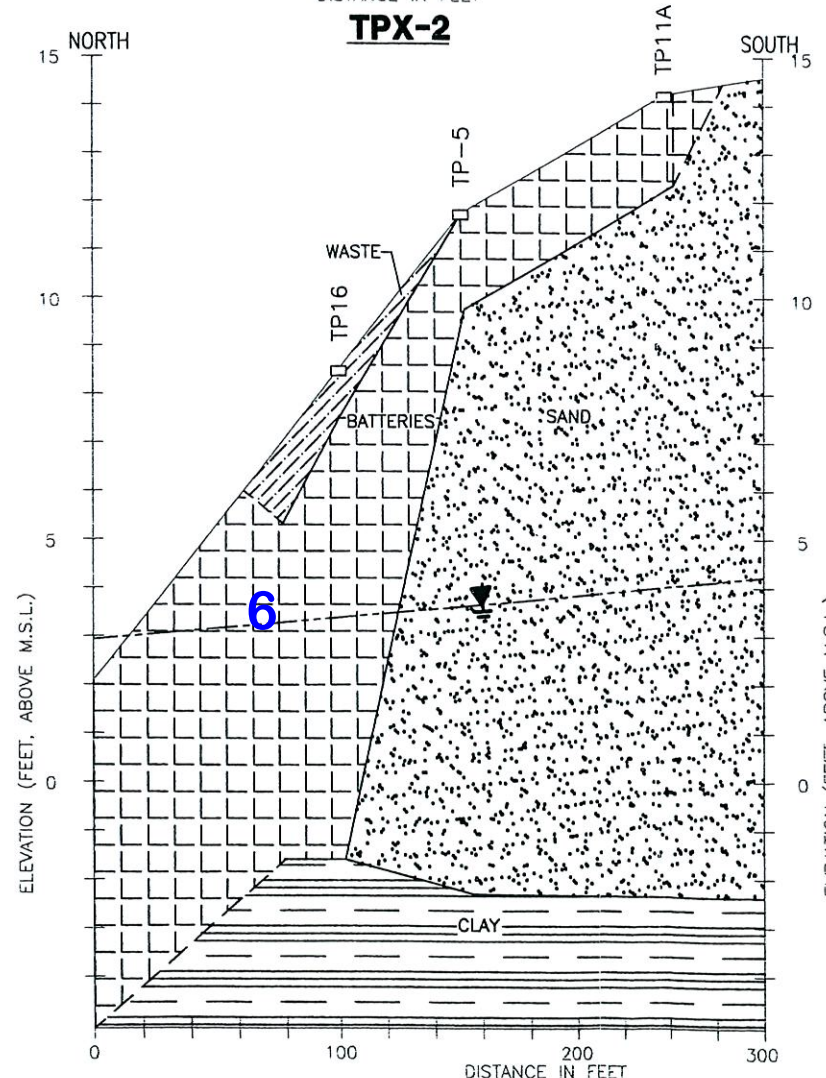 TPX-2
NORTH
SOUTH
15
15
TP11A
TP-5
WASTE
TP16
10
10
BATTERIES
SAND
5
5
6
ELEVATION (FEET, ABOVE M.S.L.)
0
0
CLAY
0
100
200
300
DISTANCE IN FEET